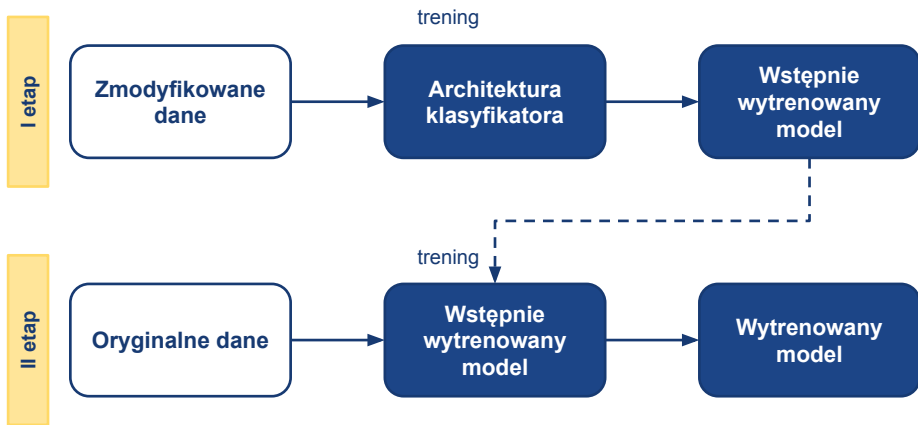 trening
I etap
Zmodyfikowane
dane
Architektura
klasyfikatora
Wstępnie
wytrenowany
model
trening
II etap
Oryginalne dane
Wstępnie
wytrenowany
model
Wytrenowany
model